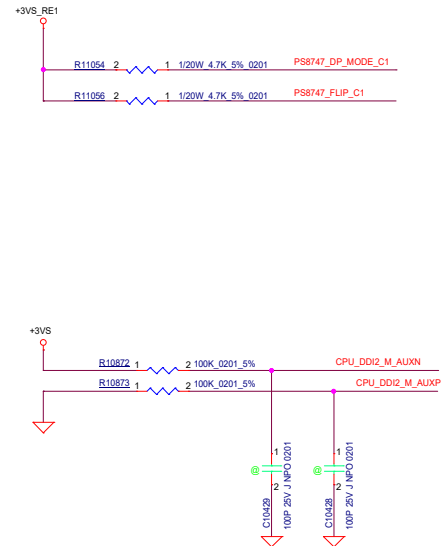 +3VS_RE1
R11054 2 1 1/20W_4.7K_5%_0201 PS8747_DP_MODE_C1
R11056 2 1 1/20W_4.7K_5%_0201 PS8747_FLIP_C1
+3VS
R10872 1 2 100K_0201_5% CPU_DDI2_M_AUXN
R10873 1 2 100K_0201_5% CPU_DDI2_M_AUXP
@ 1 2
C10429
100P 25V J NPO 0201
@ 1 2
C10428
100P 25V J NPO 0201